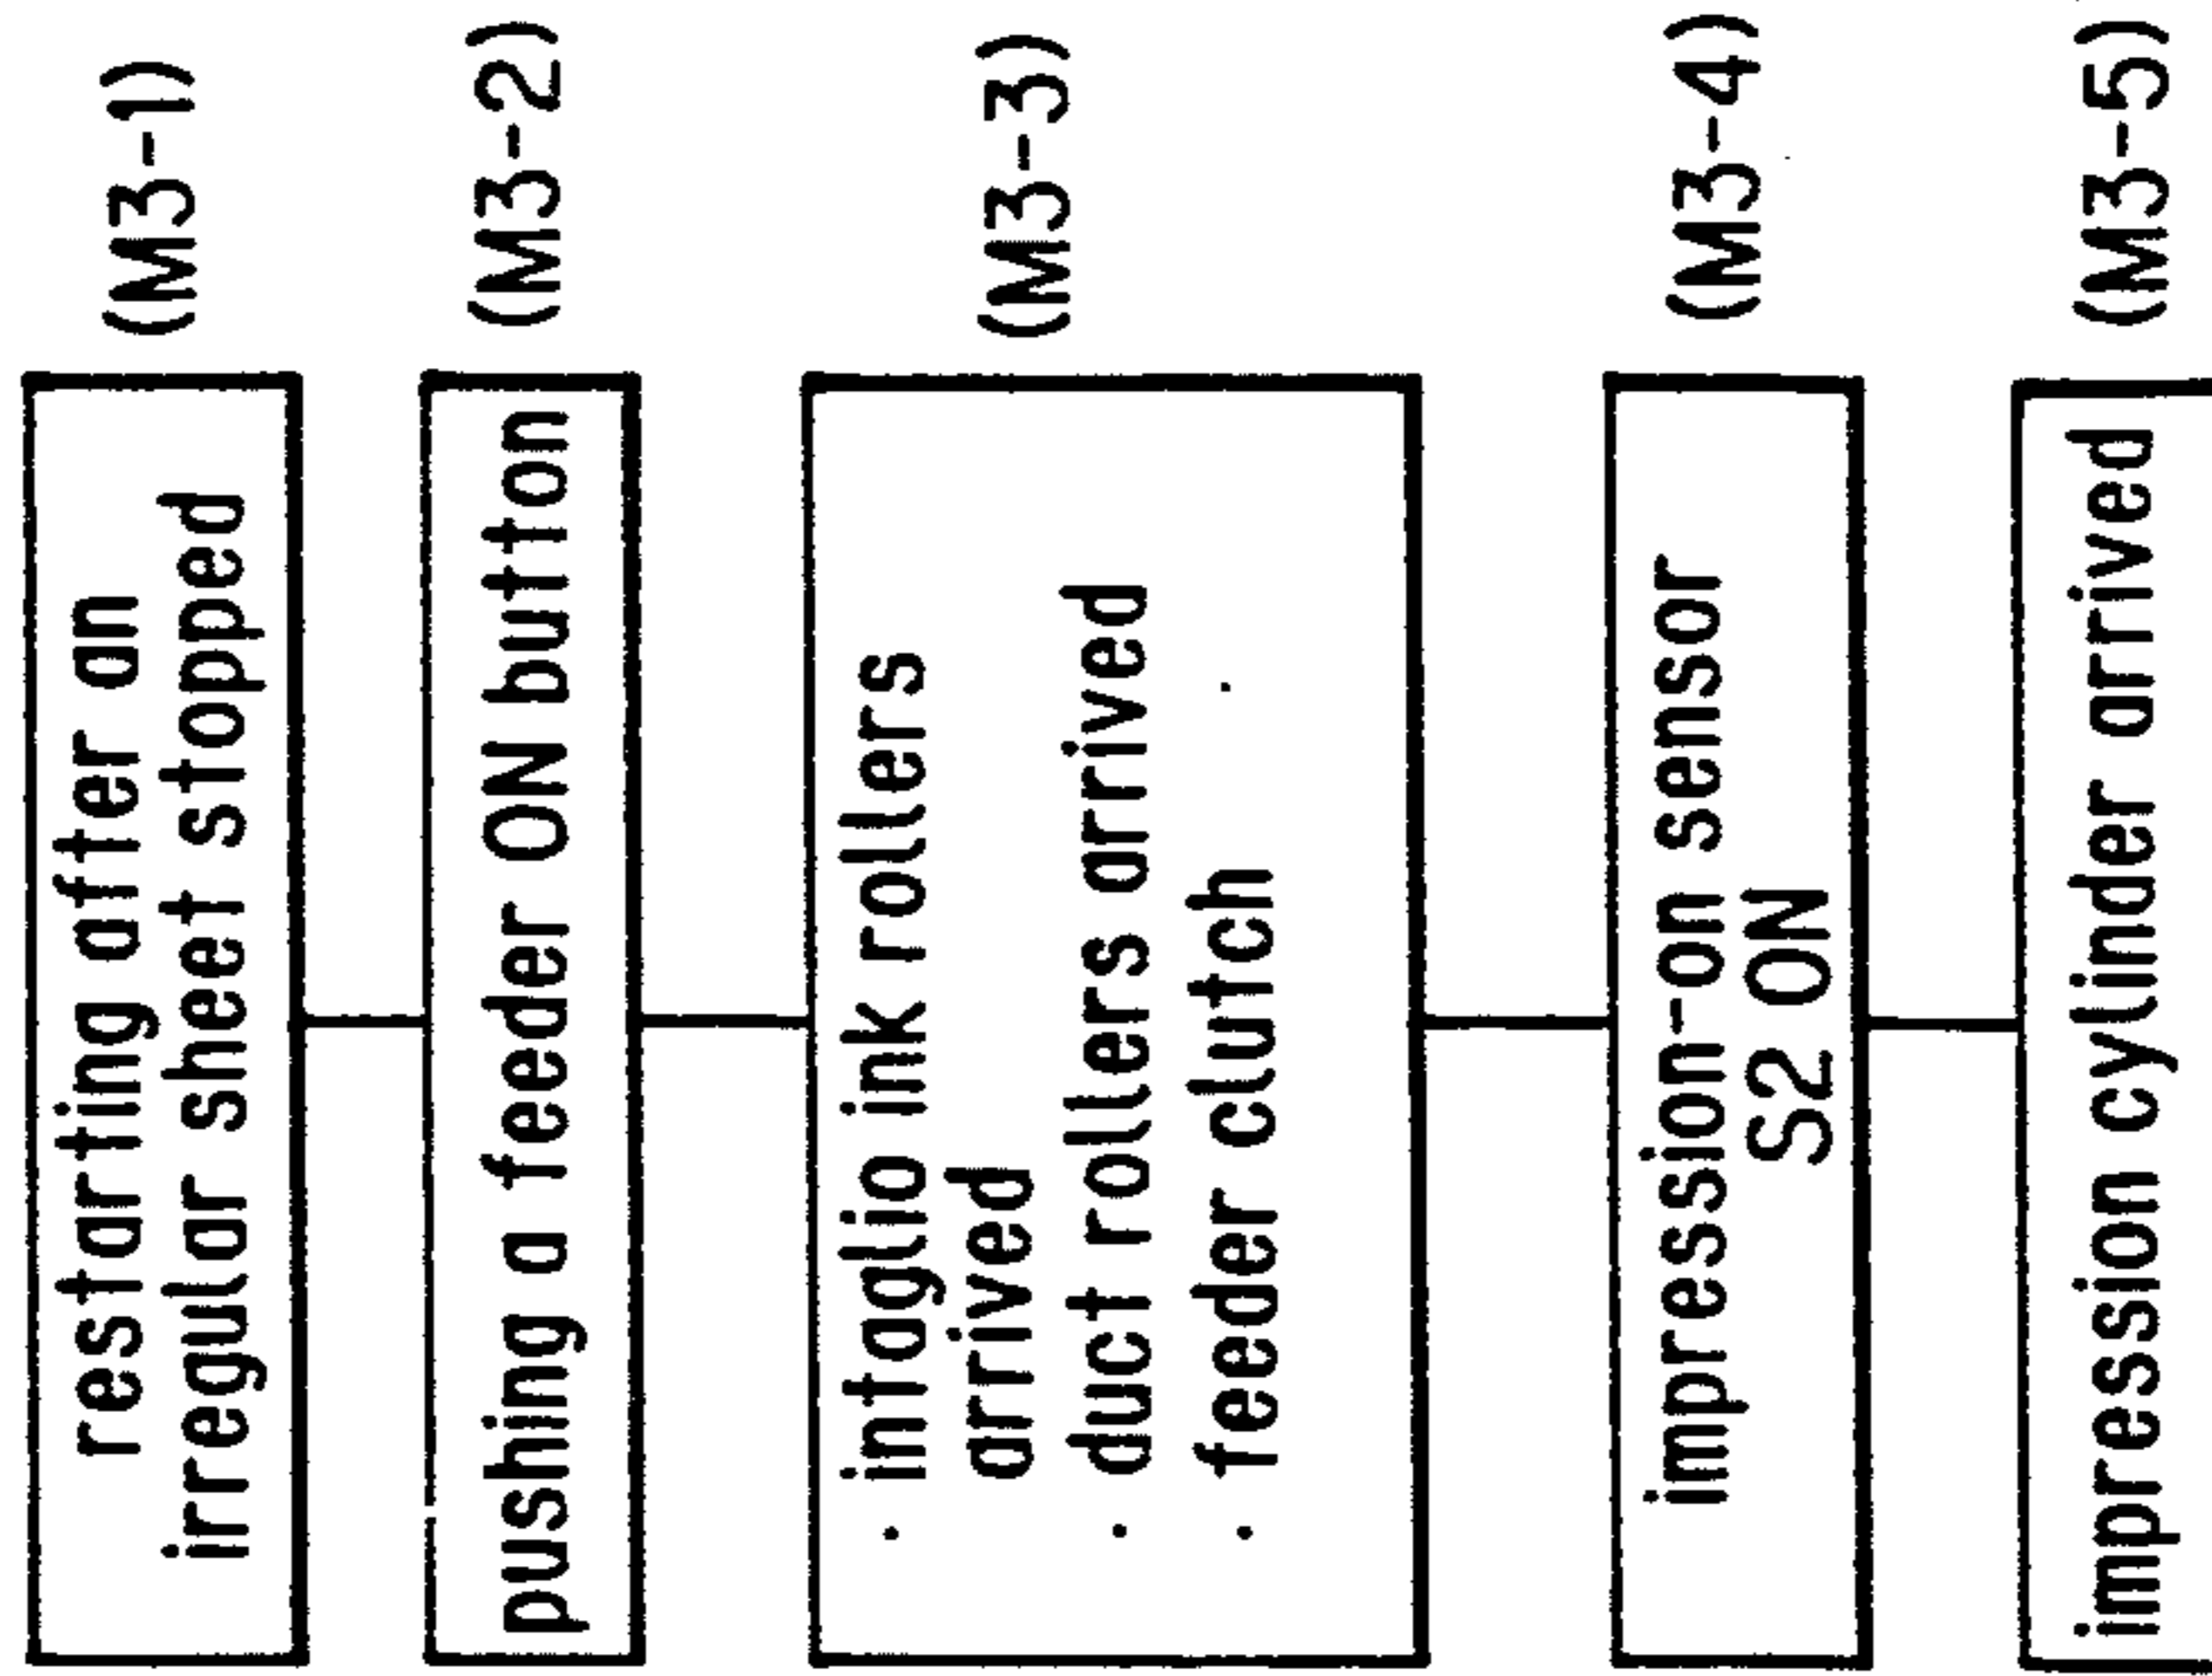 restarting after an
irregular sheet stopped
(M3-1)
pushing a feeder ON button
(M3-2)
· intaglio ink rollers
arrived
· duct rollers arrived
· feeder clutch
(M3-3)
impression-on sensor
S2 ON
(M3-4)
impression cylinder arrived
(M3-5)